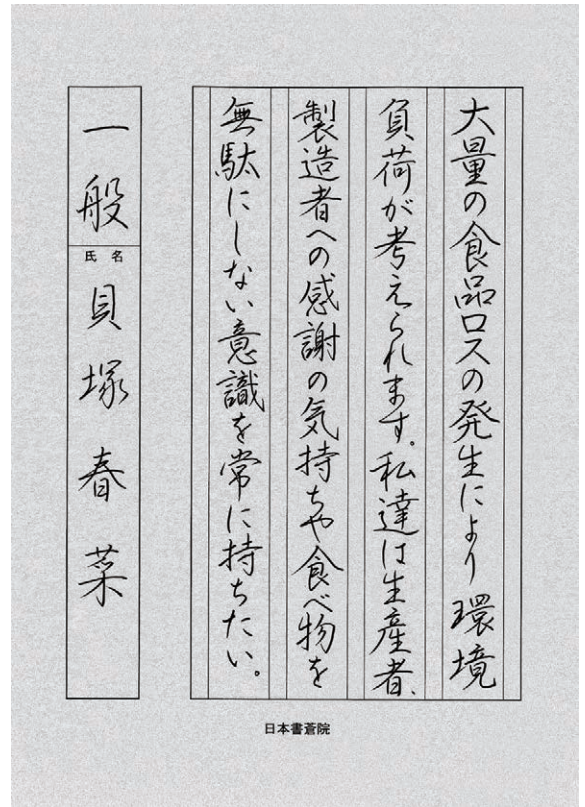 大量の食品ロスの発生により環境
負荷が考えられます。私達は生産者、
製造者への感謝の気持ちや食べ物を
無駄にしない意識を常に持ちたい。
一般
氏名
貝塚春菜
日本書蒼院